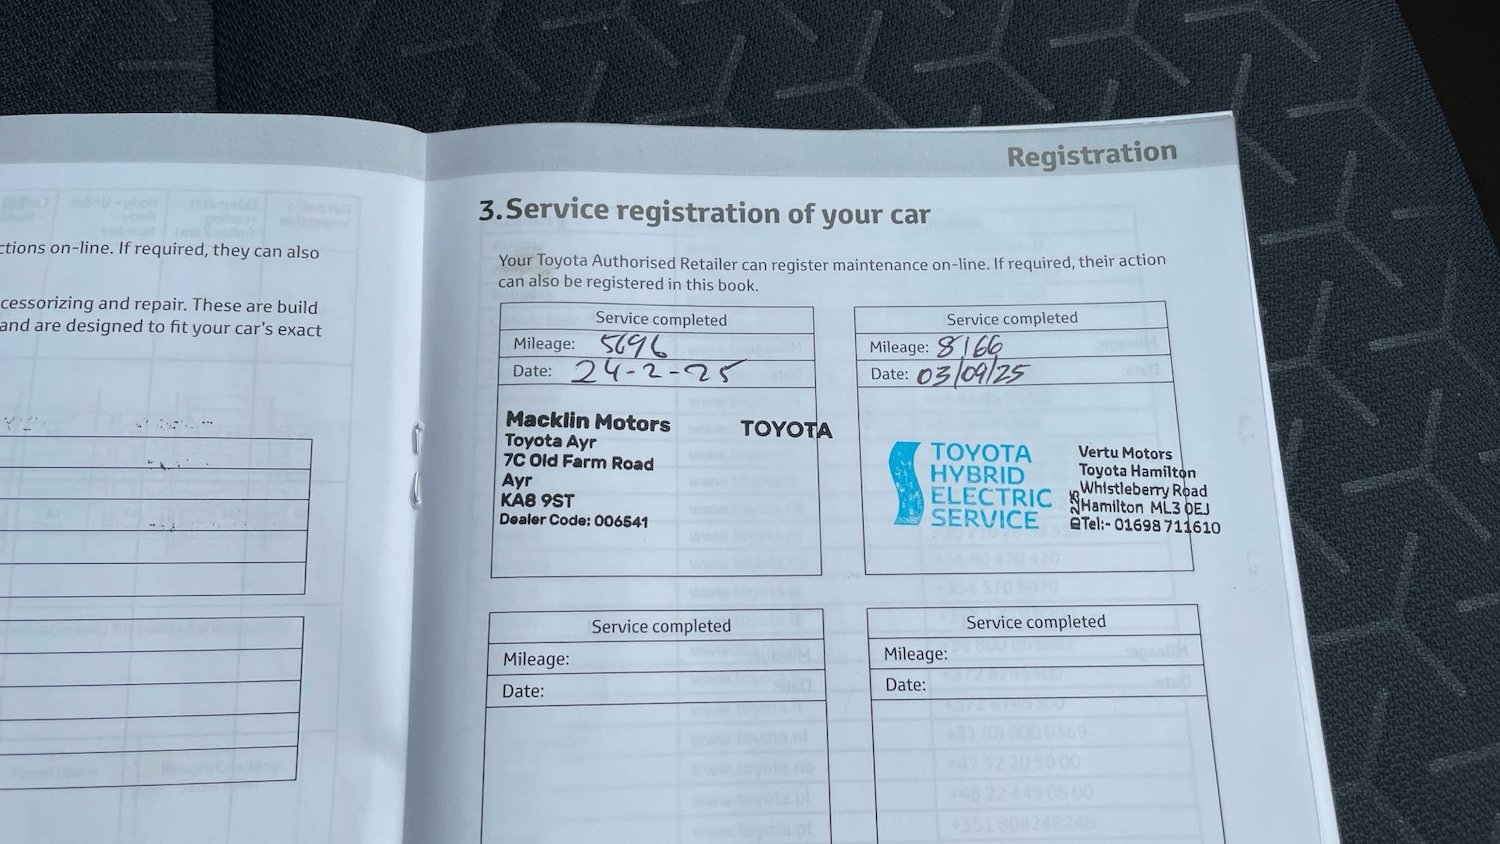 ctions on-line. If required, they can also
cessorizing and repair. These are build
and are designed to fit your car's exact
Registration
3. Service registration of your car
Your Toyota Authorised Retailer can register maintenance on-line. If required, their action
can also be registered in this book.
Service completed
Mileage: 5696
Date: 24-2-25
Macklin Motors
TOYOTA
Toyota Ayr
7C Old Farm Road
Ayr
KA8 9ST
Dealer Code: 006541
Service completed
Mileage: 8166
Date: 03/09/25
TOYOTA
HYBRID
ELECTRIC
SERVICE
Vertu Motors
Toyota Hamilton
Whistleberry Road
Hamilton ML3 0EJ
Tel:- 01698 711610
Service completed
Mileage:
Date:
Service completed
Mileage:
Date: